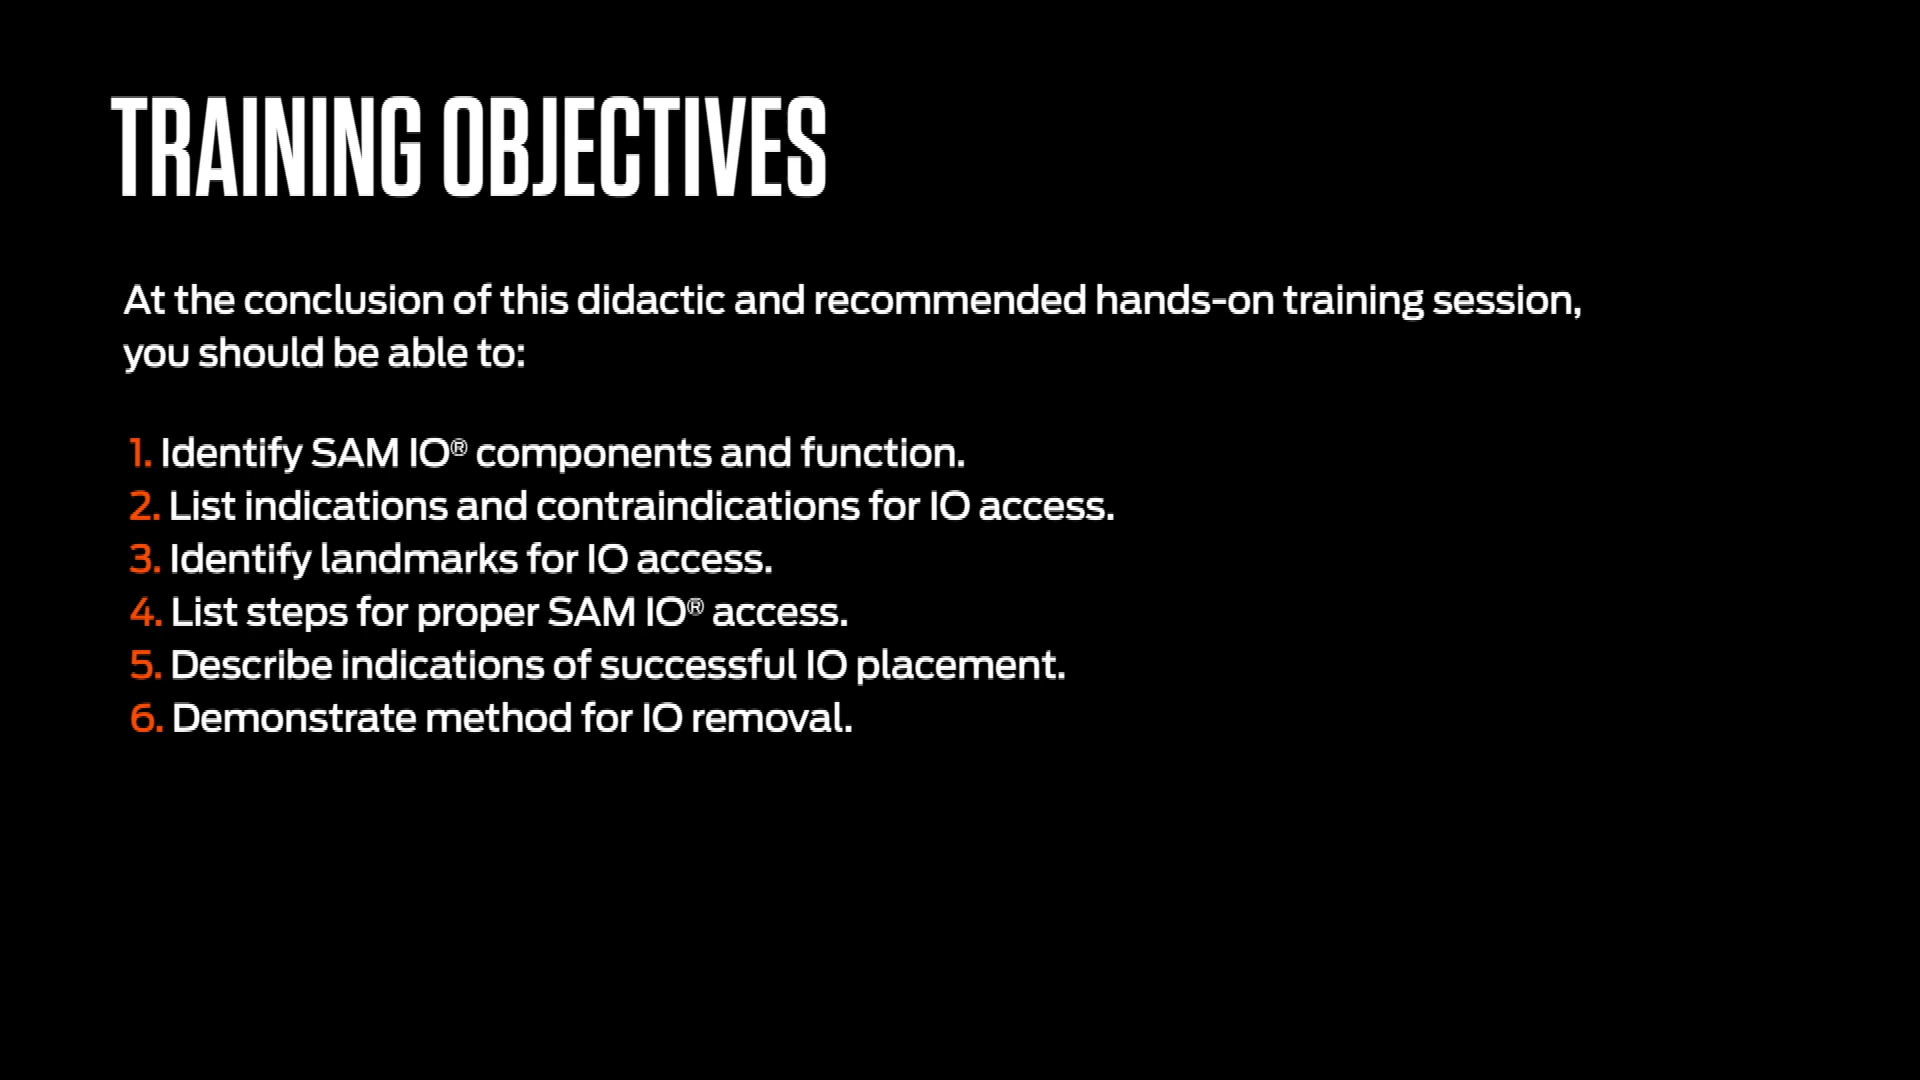 TRAINING OBJECTIVES
At the conclusion of this didactic and recommended hands-on training session,
you should be able to:
1. Identify SAM IO® components and function.
2. List indications and contraindications for IO access.
3. Identify landmarks for IO access.
4. List steps for proper SAM IO® access.
5. Describe indications of successful IO placement.
6. Demonstrate method for IO removal.